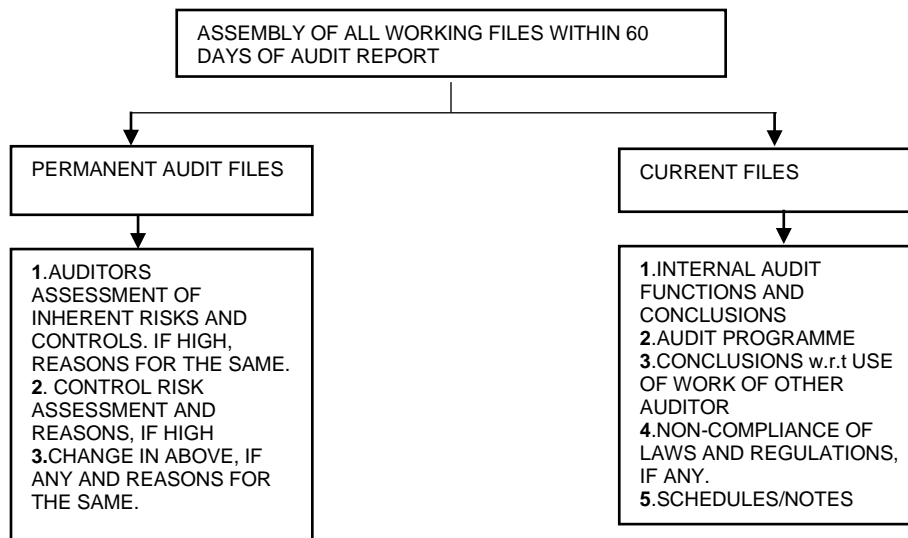 ASSEMBLY OF ALL WORKING FILES WITHIN 60
DAYS OF AUDIT REPORT
PERMANENT AUDIT FILES
CURRENT FILES
1.AUDITORS
ASSESSMENT OF
INHERENT RISKS AND
CONTROLS. IF HIGH,
REASONS FOR THE SAME.
2. CONTROL RISK
ASSESSMENT AND
REASONS, IF HIGH
3.CHANGE IN ABOVE, IF
ANY AND REASONS FOR
THE SAME.
1.INTERNAL AUDIT
FUNCTIONS AND
CONCLUSIONS
2.AUDIT PROGRAMME
3.CONCLUSIONS w.r.t USE
OF WORK OF OTHER
AUDITOR
4.NON-COMPLIANCE OF
LAWS AND REGULATIONS,
IF ANY.
5.SCHEDULES/NOTES